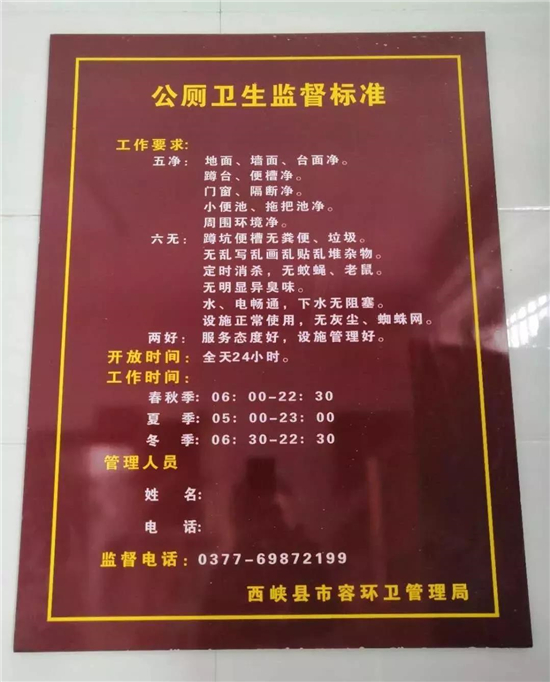 公厕卫生监督标准
工作要求:
五净: 地面、墙面、台面净。
蹲台、便槽净。
门窗、隔断净。
小便池、拖把池净。
周围环境净。
六无: 蹲坑便槽无粪便、垃圾。
无乱写乱画乱贴乱堆杂物。
定时消杀，无蚊蝇、老鼠。
无明显异臭味。
水、电畅通，下水无阻塞。
设施正常使用，无灰尘、蜘蛛网。
两好: 服务态度好，设施管理好。
开放时间: 全天24小时。
工作时间:
春秋季: 06: 00-22: 30
夏 季: 05: 00-23: 00
冬 季: 06: 30-22: 30
管理人员
姓 名:
电 话:
监督电话: 0377-69872199
西峡县市容环卫管理局